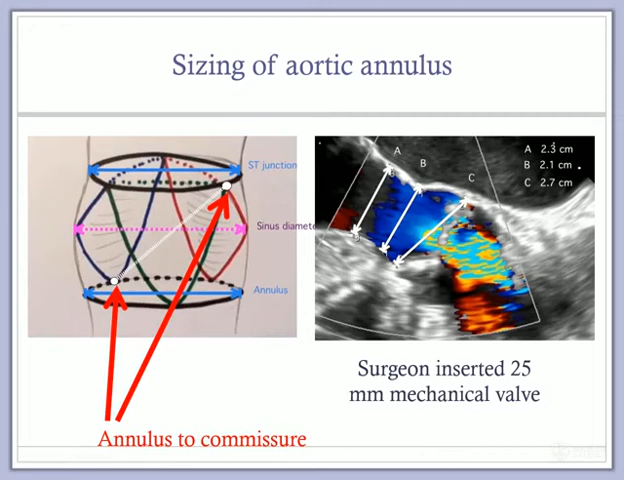 Sizing of aortic annulus
ST junction
Sinus diamete
Annulus
A
B
C
A 2.3 cm
B 2.1 cm
C 2.7 cm
Surgeon inserted 25
mm mechanical valve
Annulus to commissure